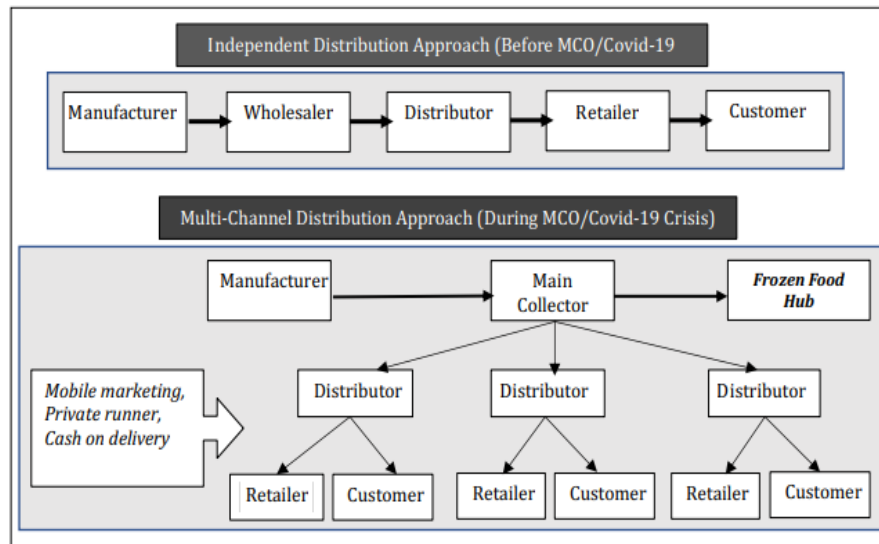 Independent Distribution Approach (Before MCO/Covid-19
Manufacturer
Wholesaler
Distributor
Retailer
Customer
Multi-Channel Distribution Approach (During MCO/Covid-19 Crisis)
Manufacturer
Main
Collector
Frozen Food
Hub
Mobile marketing,
Private runner,
Cash on delivery
Distributor
Distributor
Distributor
Retailer
Customer
Retailer
Customer
Retailer
Customer